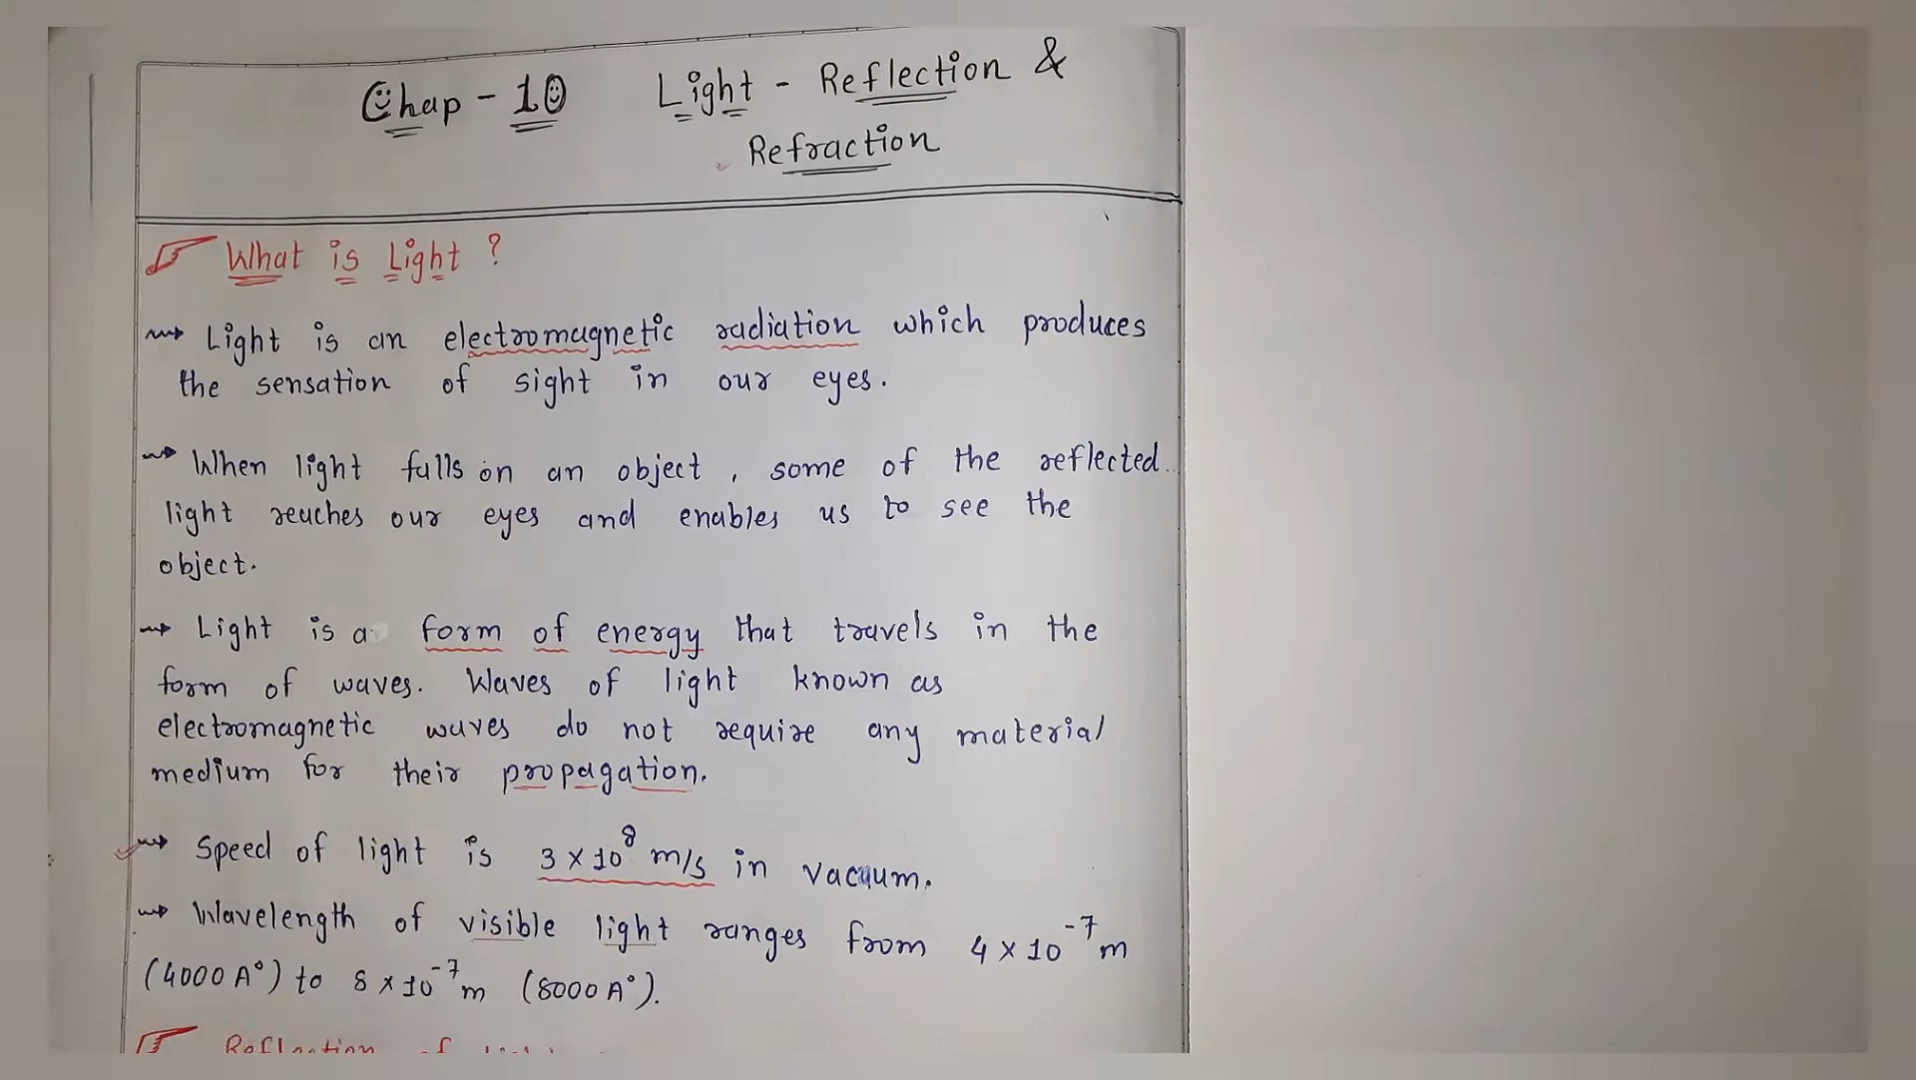 Chap - 10 Light - Reflection &
Refraction
What is Light ?
Light is an electromagnetic radiation which produces
the sensation of sight in our eyes.
When light falls on an object , some of the reflected
light reaches our eyes and enables us to see the
object.
Light is a form of energy that travels in the
form of waves. Waves of light known as
electromagnetic waves do not require any material
medium for their propagation.
Speed of light is 3 × 10⁸ m/s in vacuum.
Wavelength of visible light ranges from 4 × 10⁻⁷ m
(4000 A°) to 8 × 10⁻⁷ m (8000 A°).
Reflection of